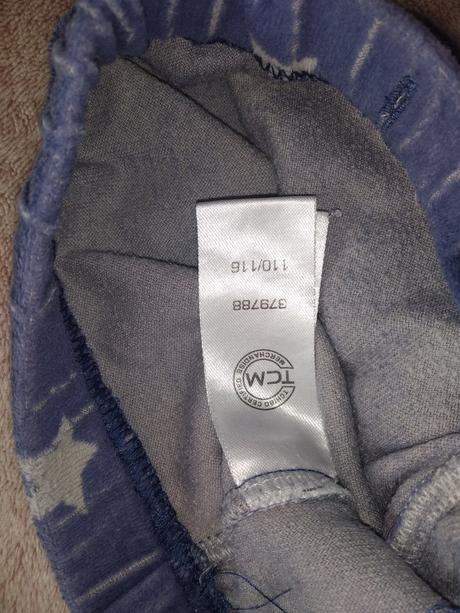 TCHIBO CERTIFIED MERCHANDISE
TCM
379788
110/116